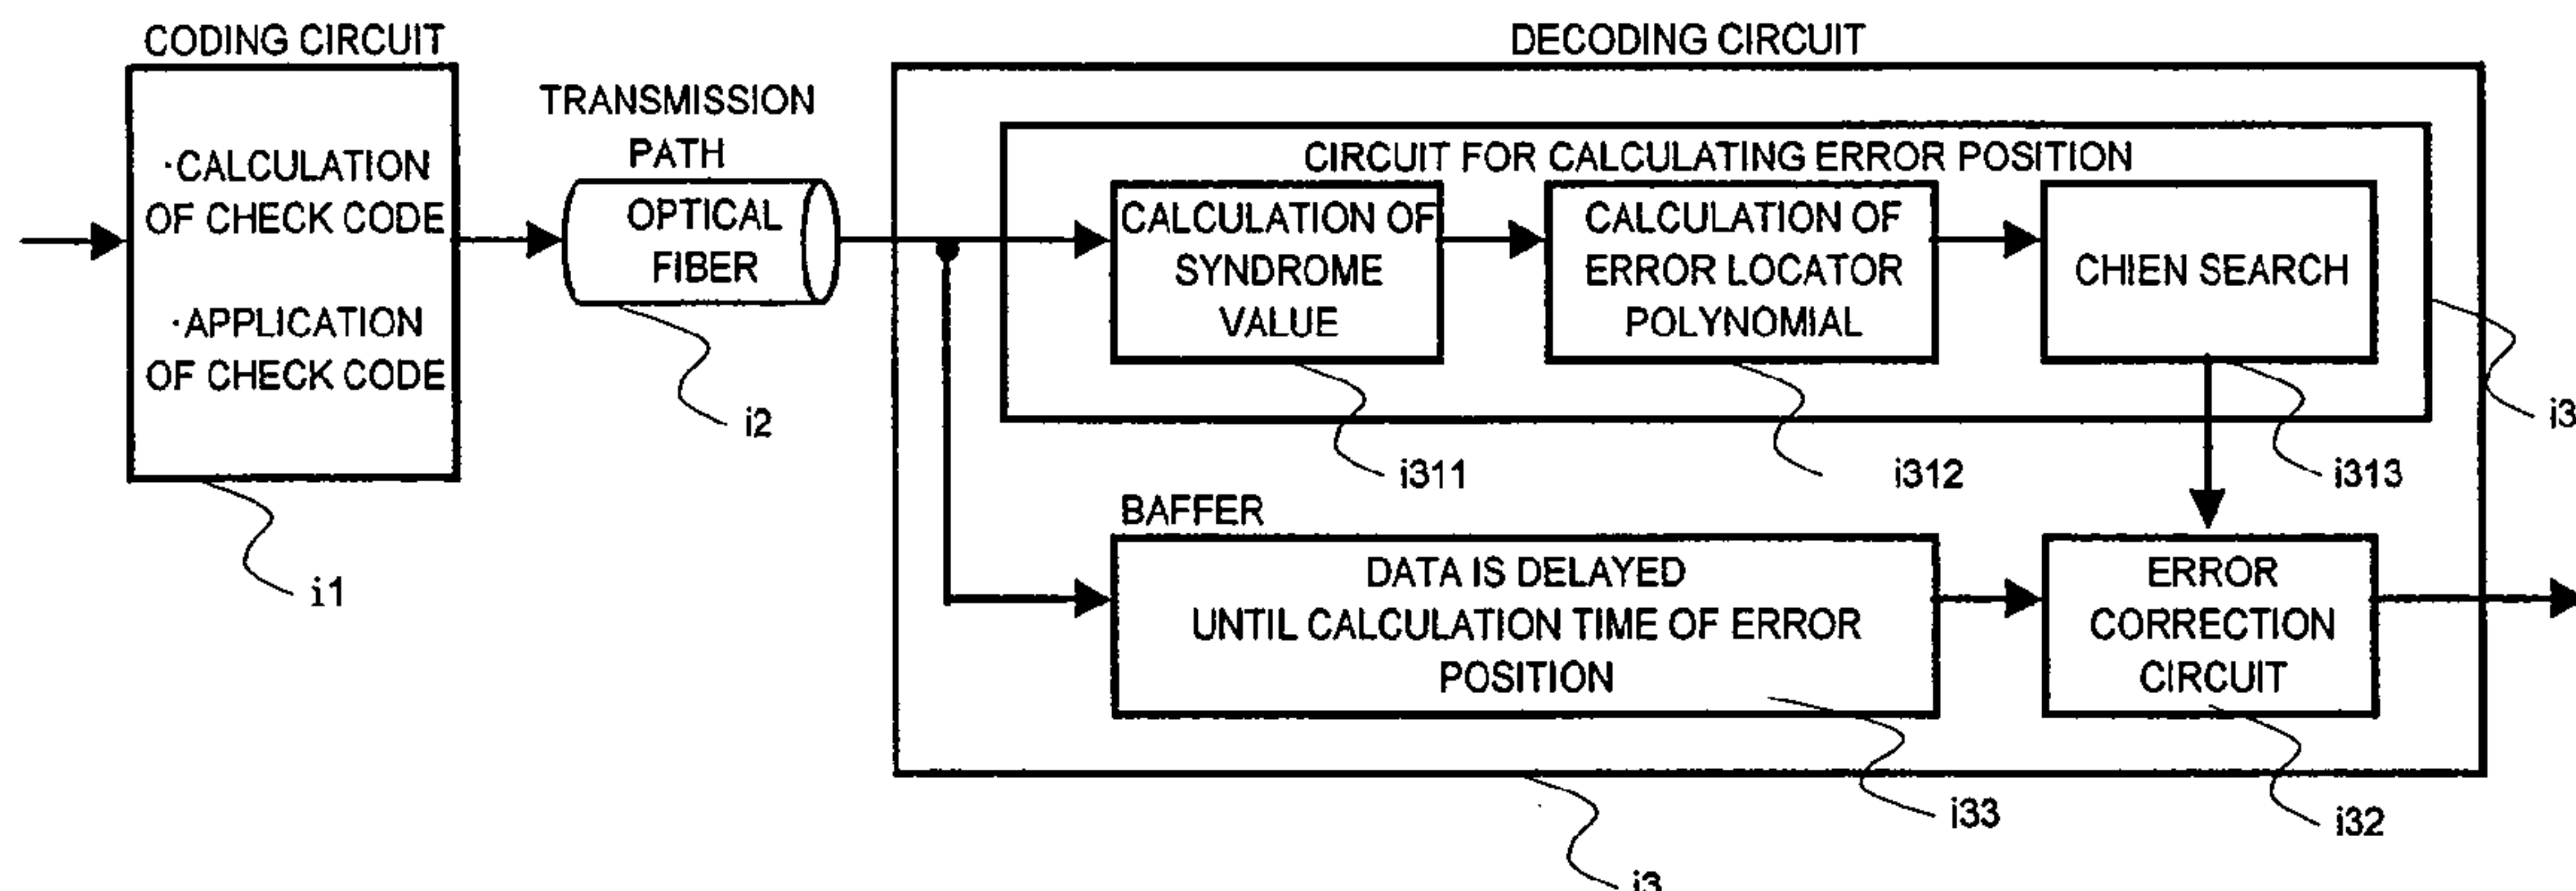 CODING CIRCUIT
·CALCULATION
OF CHECK CODE
·APPLICATION
OF CHECK CODE
i1
TRANSMISSION
PATH
OPTICAL
FIBER
i2
DECODING CIRCUIT
CIRCUIT FOR CALCULATING ERROR POSITION
CALCULATION OF
SYNDROME
VALUE
i311
CALCULATION OF
ERROR LOCATOR
POLYNOMIAL
i312
CHIEN SEARCH
i313
i3
BAFFER
DATA IS DELAYED
UNTIL CALCULATION TIME OF ERROR
POSITION
i33
ERROR
CORRECTION
CIRCUIT
i32
i3